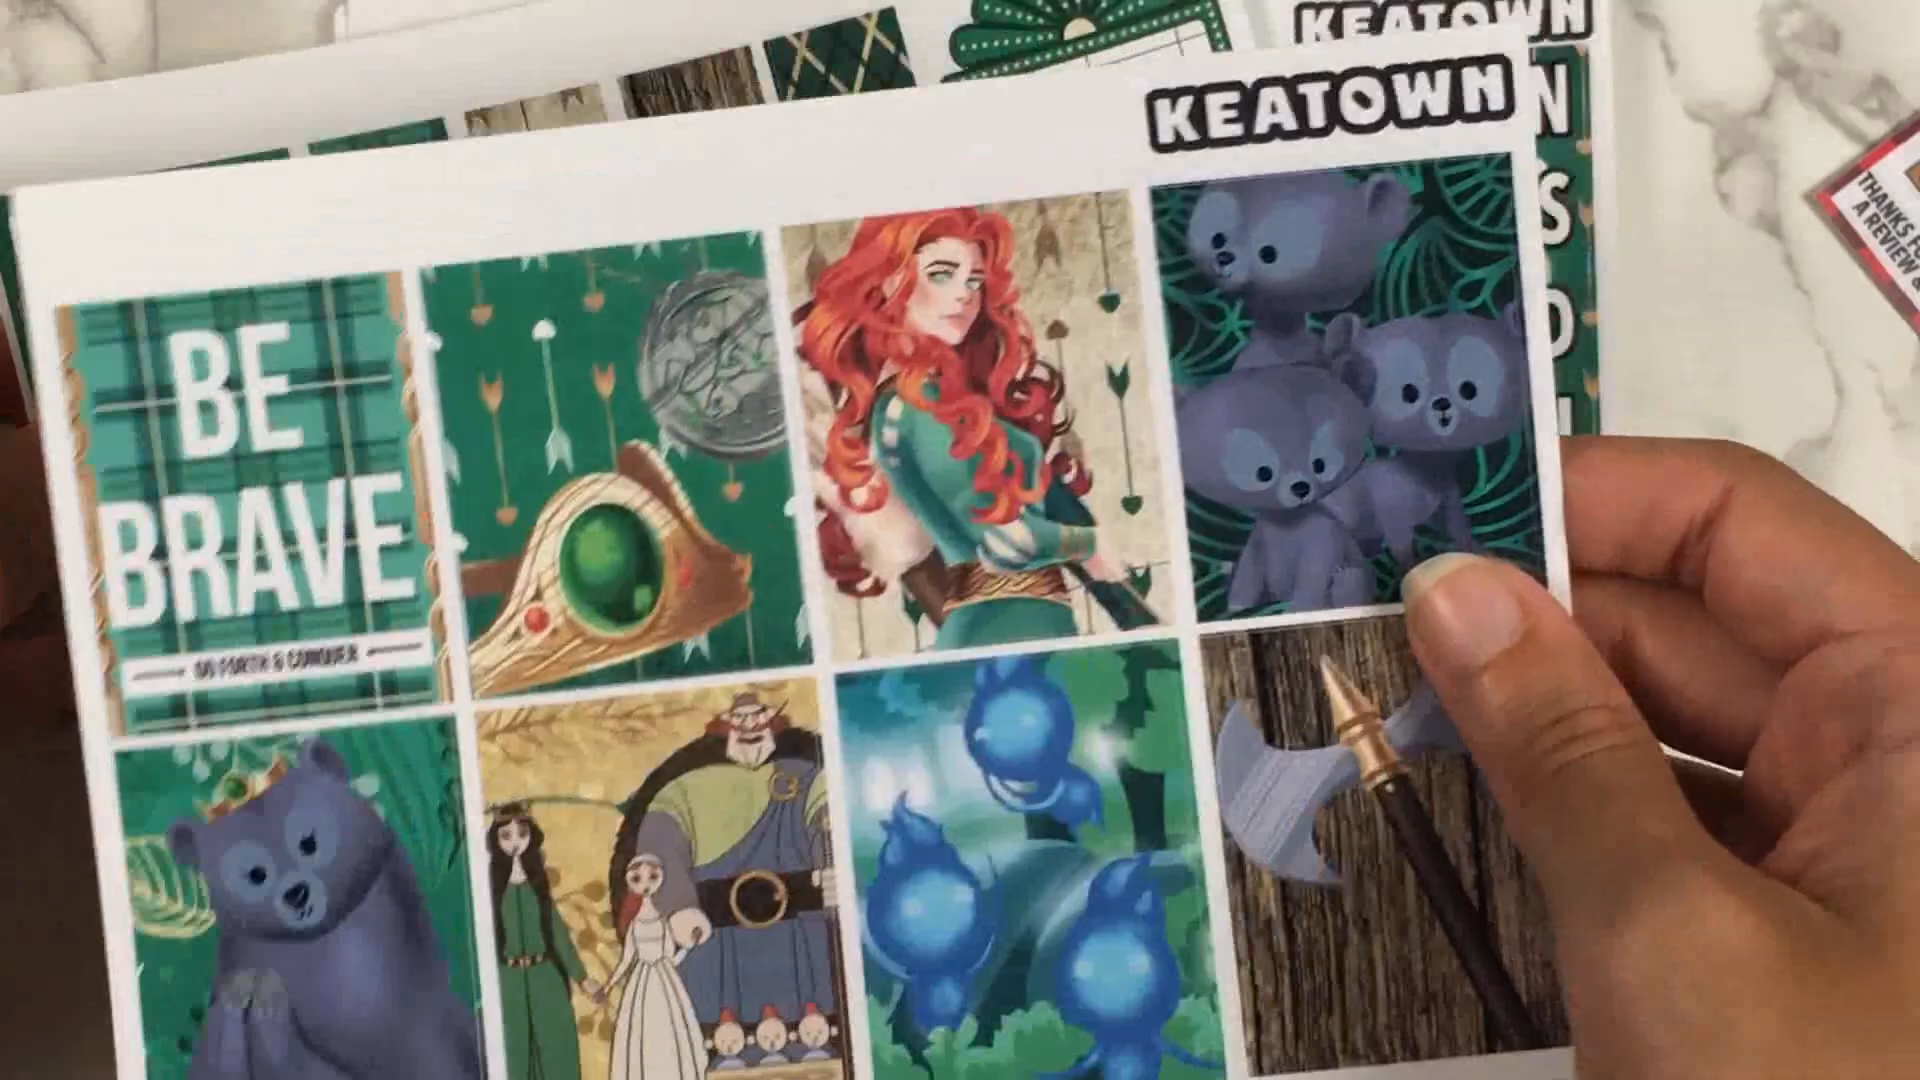 KEATOWN
KEATOWN
N
S
D
THANKS FO
A REVIEW &
BE
BRAVE
GO FORTH & CONQUER